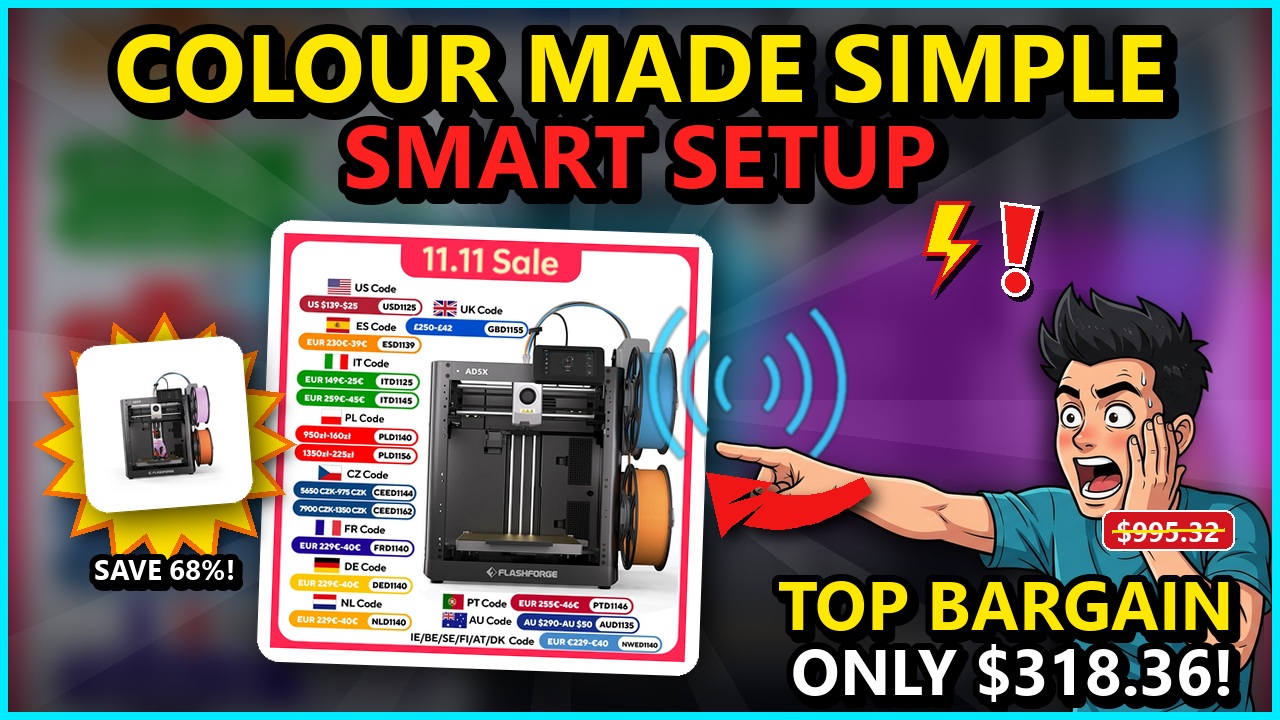 COLOUR MADE SIMPLE
SMART SETUP
11.11 Sale
US Code
US $139-$25 USD1125
UK Code
£250-£42 GBD1155
ES Code
EUR 230€-39€ ESD1139
IT Code
EUR 149€-25€ ITD1125
EUR 259€-45€ ITD1145
PL Code
950zł-160zł PLD1140
1350zł-225zł PLD1156
CZ Code
5650 CZK-975 CZK CEED1144
7900 CZK-1350 CZK CEED1162
FR Code
EUR 229€-40€ FRD1140
DE Code
EUR 229€-40€ DED1140
NL Code
EUR 229€-40€ NLD1140
PT Code
EUR 255€-46€ PTD1146
AU Code
AU $290-AU $50 AUD1135
IE/BE/SE/FI/AT/DK Code
EUR €229-€40 NWED1140
AD5X
FLASHFORGE
SAVE 68%!
$995.32
TOP BARGAIN
ONLY $318.36!